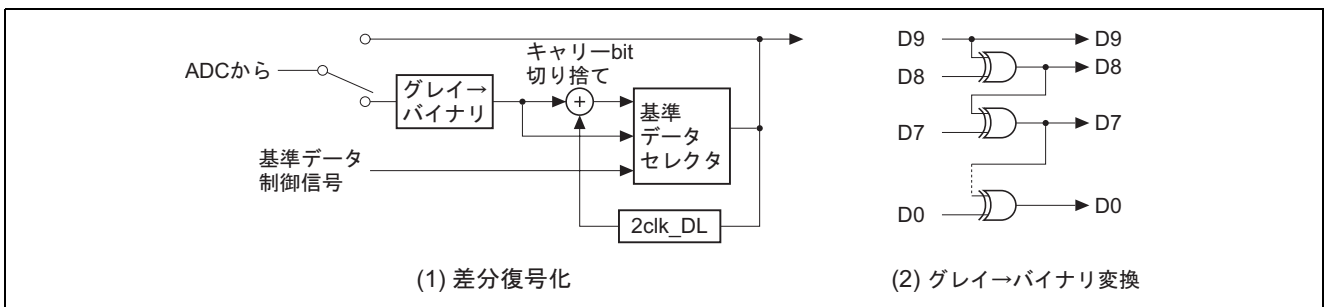 ADCから
キャリーbit
切り捨て
グレイ→
バイナリ
+
基準
データ
セレクタ
基準データ
制御信号
2clk_DL
(1) 差分復号化
D9
D9
D8
D8
D7
D7
D0
D0
(2) グレイ→バイナリ変換